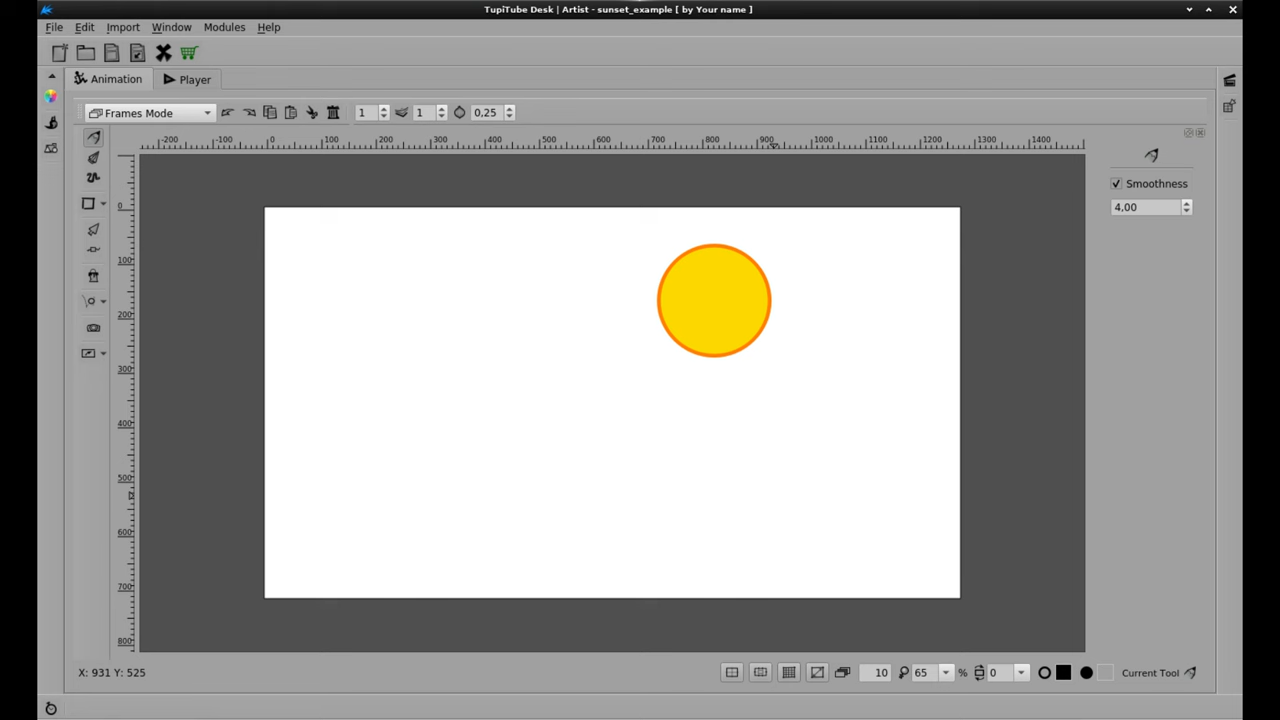 TupiTube Desk | Artist - sunset_example [ by Your name ]
File Edit Import Window Modules Help
Animation Player
Frames Mode 1 1 0,25
-200 -100 0 100 200 300 400 500 600 700 800 900 1000 1100 1200 1300 1400
Smoothness
4,00
0
100
200
300
400
500
600
700
800
X: 931 Y: 525 10 65 % 0 Current Tool